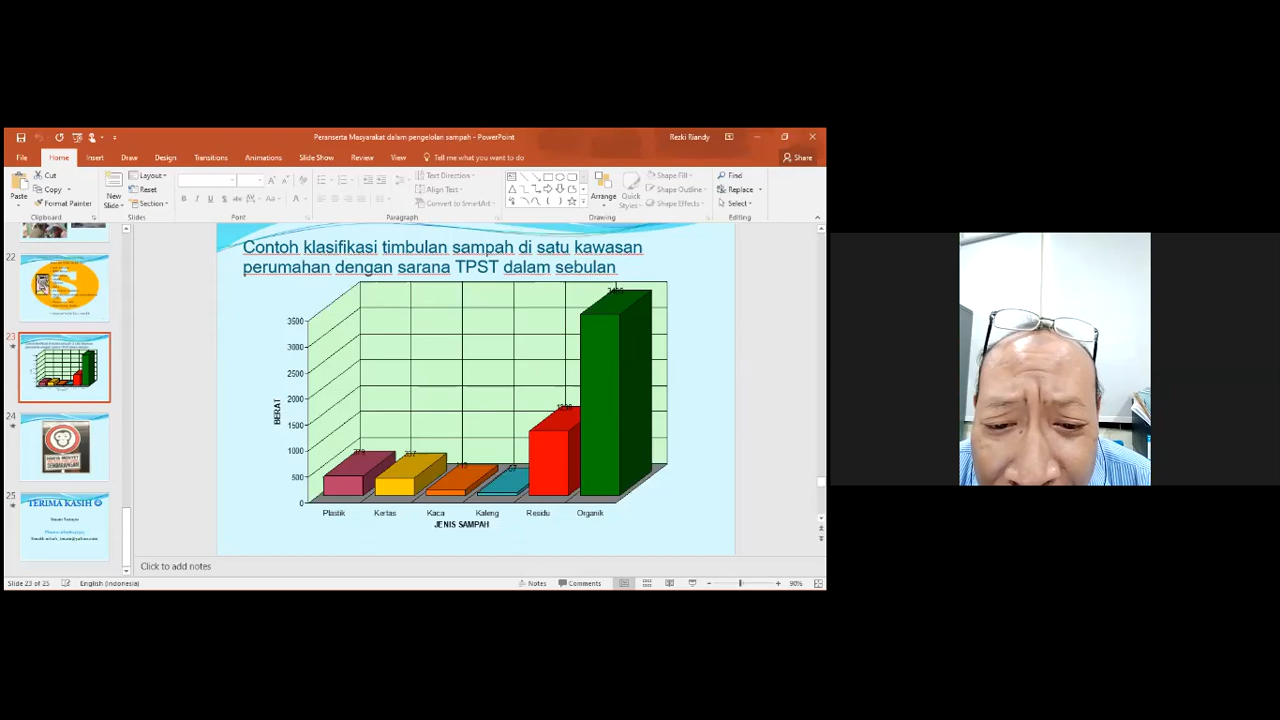 Peranserta Masyarakat dalam pengelolan sampah - PowerPoint
Rezki Riandy
File Home Insert Draw Design Transitions Animations Slide Show Review View Tell me what you want to do Share
Paste
Cut
Copy
Format Painter
Clipboard
New
Slide
Layout
Reset
Section
Slides
Font
Text Direction
Align Text
Convert to SmartArt
Paragraph
Arrange
Quick
Styles
Shape Fill
Shape Outline
Shape Effects
Drawing
Find
Replace
Select
Editing
22
23
24
25
TERIMA KASIH
Contoh klasifikasi timbulan sampah di satu kawasan
perumahan dengan sarana TPST dalam sebulan
BERAT
3500
3000
2500
2000
1500
1000
500
0
Plastik Kertas Kaca Kaleng Residu Organik
JENIS SAMPAH
Click to add notes
Slide 23 of 25 English (Indonesia) Notes Comments 90%